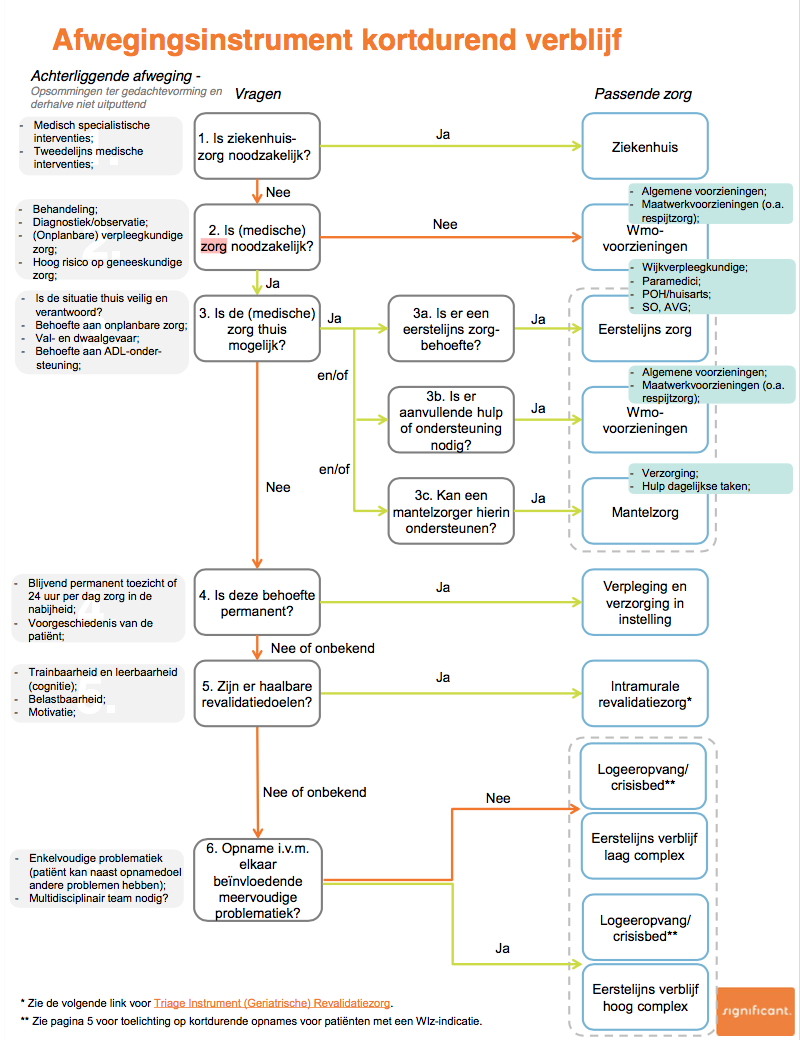 Afwegingsinstrument kortdurend verblijf
Achterliggende afweging -
Opsommingen ter gedachtevorming en
derhalve niet uitputtend
Vragen
Passende zorg
- Medisch specialistische
interventies;
- Tweedelijns medische
interventies;
1. Is ziekenhuis-
zorg noodzakelijk?
Ja
Ziekenhuis
Nee
- Behandeling;
- Diagnostiek/observatie;
- (Onplanbare) verpleegkundige
zorg;
- Hoog risico op geneeskundige
zorg;
2. Is (medische)
zorg noodzakelijk?
Nee
- Algemene voorzieningen;
- Maatwerkvoorzieningen (o.a.
respijtzorg);
Wmo-
voorzieningen
Ja
- Is de situatie thuis veilig en
verantwoord?
- Behoefte aan onplanbare zorg;
- Val- en dwaalgevaar;
- Behoefte aan ADL-onder-
steuning;
3. Is de (medische)
zorg thuis
mogelijk?
Ja
3a. Is er een
eerstelijns zorg-
behoefte?
Ja
- Wijkverpleegkundige;
- Paramedici;
- POH/huisarts;
- SO, AVG;
Eerstelijns zorg
en/of
3b. Is er
aanvullende hulp
of ondersteuning
nodig?
Ja
- Algemene voorzieningen;
- Maatwerkvoorzieningen (o.a.
respijtzorg);
Wmo-
voorzieningen
en/of
3c. Kan een
mantelzorger hierin
ondersteunen?
Ja
- Verzorging;
- Hulp dagelijkse taken;
Mantelzorg
Nee
- Blijvend permanent toezicht of
24 uur per dag zorg in de
nabijheid;
- Voorgeschiedenis van de
patiënt;
4. Is deze behoefte
permanent?
Ja
Verpleging en
verzorging in
instelling
Nee of onbekend
- Trainbaarheid en leerbaarheid
(cognitie);
- Belastbaarheid;
- Motivatie;
5. Zijn er haalbare
revalidatiedoelen?
Ja
Intramurale
revalidatiezorg*
Nee of onbekend
- Enkelvoudige problematiek
(patiënt kan naast opnamedoel
andere problemen hebben);
- Multidisciplinair team nodig?
6. Opname i.v.m.
elkaar
beïnvloedende
meervoudige
problematiek?
Nee
Logeeropvang/
crisisbed**
Eerstelijns verblijf
laag complex
Ja
Logeeropvang/
crisisbed**
Eerstelijns verblijf
hoog complex
* Zie de volgende link voor Triage Instrument (Geriatrische) Revalidatiezorg.
** Zie pagina 5 voor toelichting op kortdurende opnames voor patiënten met een Wlz-indicatie.
significant.